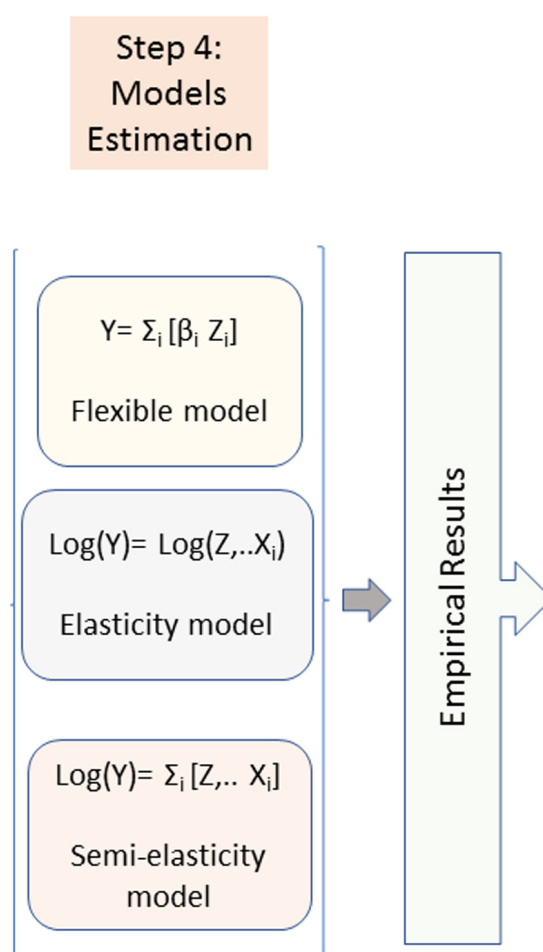 Step 4:
Models
Estimation
Y= Σᵢ [βᵢ Zᵢ]
Flexible model
Log(Y)= Log(Z,..Xᵢ)
Elasticity model
Log(Y)= Σᵢ [Z,.. Xᵢ]
Semi-elasticity
model
Empirical Results